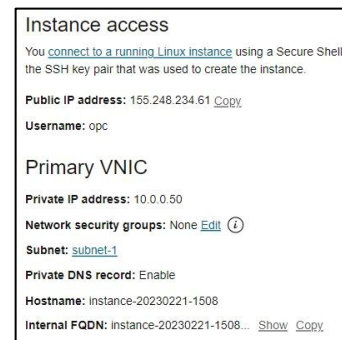 Instance access
You connect to a running Linux instance using a Secure Shell
the SSH key pair that was used to create the instance.
Public IP address: 155.248.234.61 Copy
Username: opc
Primary VNIC
Private IP address: 10.0.0.50
Network security groups: None Edit i
Subnet: subnet-1
Private DNS record: Enable
Hostname: instance-20230221-1508
Internal FQDN: instance-20230221-1508... Show Copy